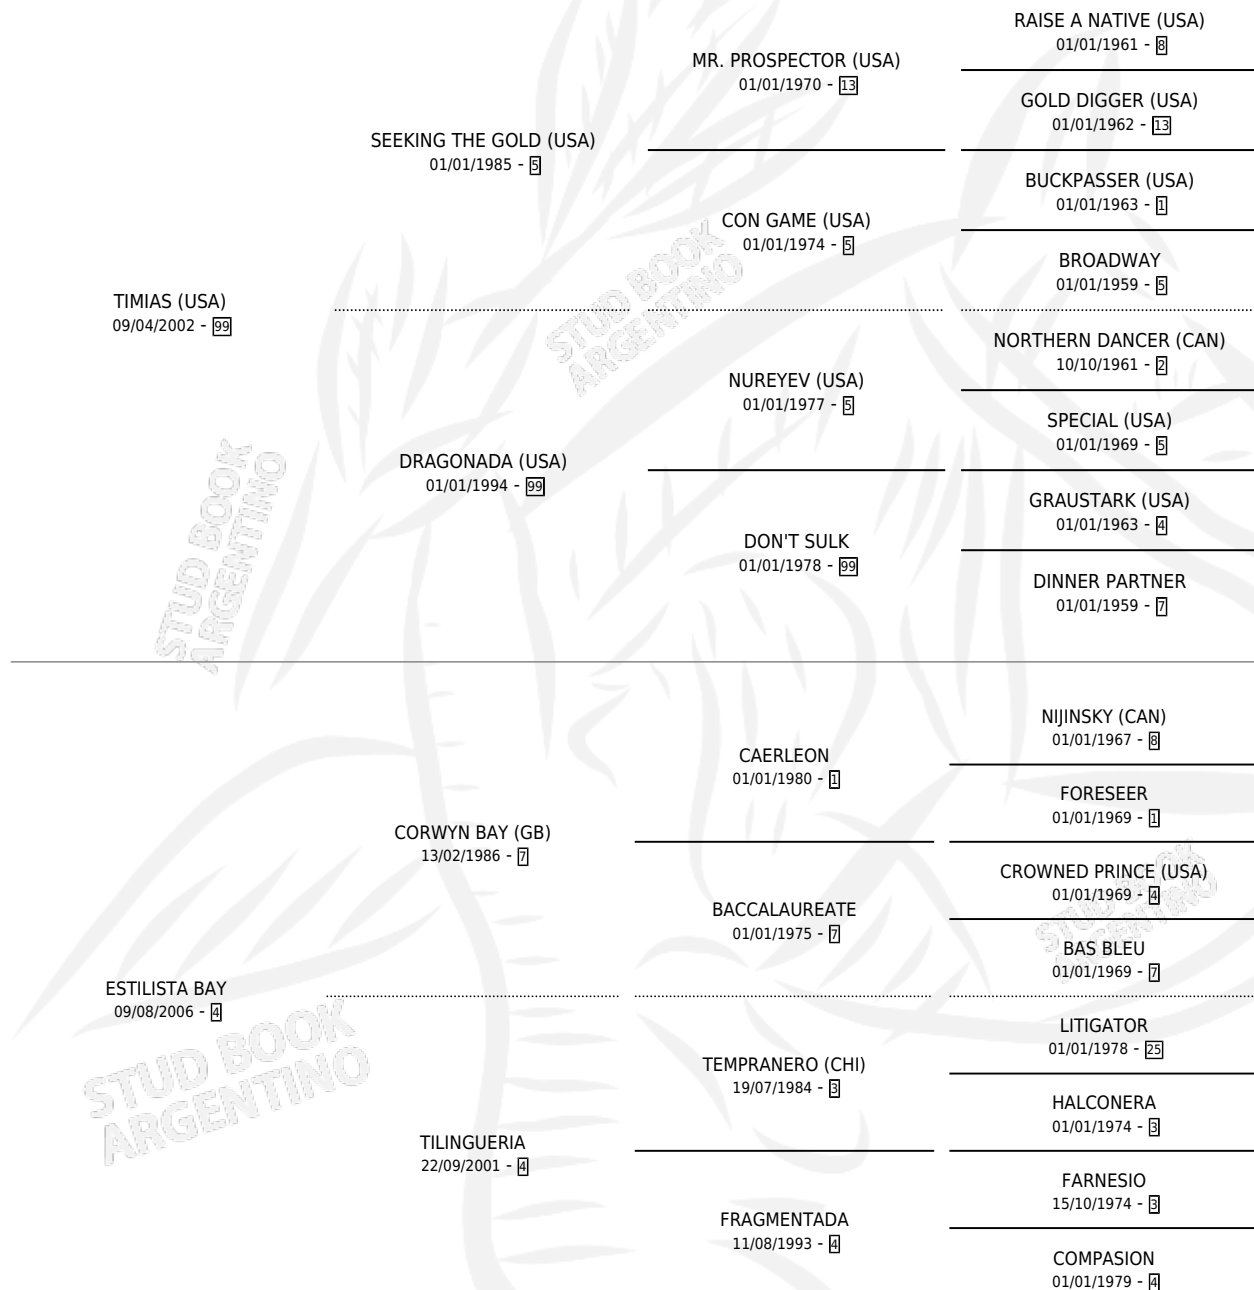 RAISE A NATIVE (USA)
01/01/1961 - 8
MR. PROSPECTOR (USA)
01/01/1970 - 13
GOLD DIGGER (USA)
01/01/1962 - 13
SEEKING THE GOLD (USA)
01/01/1985 - 5
BUCKPASSER (USA)
01/01/1963 - 1
CON GAME (USA)
01/01/1974 - 5
BROADWAY
01/01/1959 - 5
TIMIAS (USA)
09/04/2002 - 99
NORTHERN DANCER (CAN)
10/10/1961 - 2
NUREYEV (USA)
01/01/1977 - 5
SPECIAL (USA)
01/01/1969 - 5
DRAGONADA (USA)
01/01/1994 - 99
GRAUSTARK (USA)
01/01/1963 - 4
DON'T SULK
01/01/1978 - 99
DINNER PARTNER
01/01/1959 - 7
NIJINSKY (CAN)
01/01/1967 - 8
CAERLEON
01/01/1980 - 1
FORESEER
01/01/1969 - 1
CORWYN BAY (GB)
13/02/1986 - 7
CROWNED PRINCE (USA)
01/01/1969 - 4
BACCALAUREATE
01/01/1975 - 7
BAS BLEU
01/01/1969 - 7
ESTILISTA BAY
09/08/2006 - 4
LITIGATOR
01/01/1978 - 25
TEMPRANERO (CHI)
19/07/1984 - 3
HALCONERA
01/01/1974 - 3
TILINGUERIA
22/09/2001 - 4
FARNESIO
15/10/1974 - 3
FRAGMENTADA
11/08/1993 - 4
COMPASION
01/01/1979 - 4
STUD BOOK
ARGENTINO
STUD BOOK
ARGENTINO
STUD BOOK
ARGENTINO
STUD BOOK
ARGENTINO